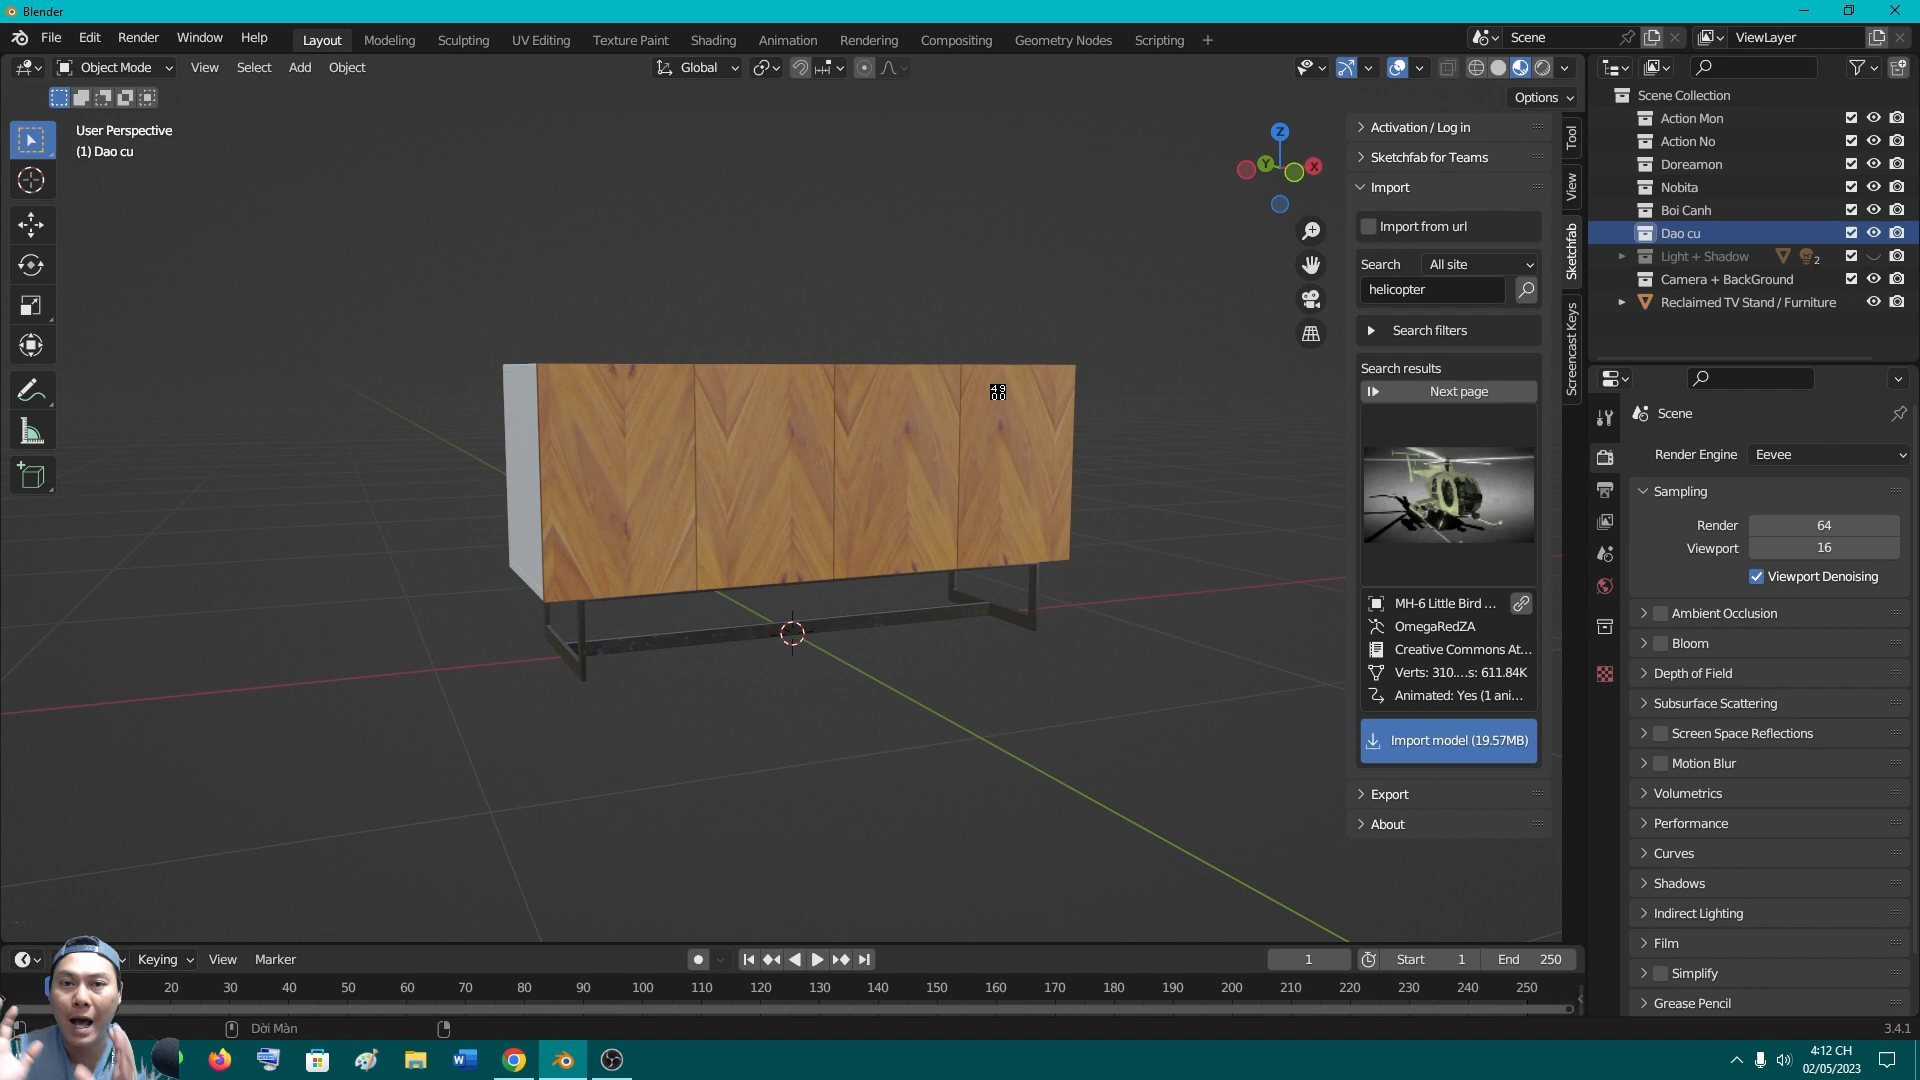 Blender
File Edit Render Window Help
Layout Modeling Sculpting UV Editing Texture Paint Shading Animation Rendering Compositing Geometry Nodes Scripting +
Scene
ViewLayer
Object Mode View Select Add Object
Global
Options
User Perspective
(1) Dao cu
Z
Y
X
Tool
View
Sketchfab
Screencast Keys
Activation / Log in
Sketchfab for Teams
Import
Import from url
Search All site
helicopter
Search filters
Search results
Next page
MH-6 Little Bird ...
OmegaRedZA
Creative Commons At...
Verts: 310....s: 611.84K
Animated: Yes (1 ani...
Import model (19.57MB)
Export
About
49
00
Scene Collection
Action Mon
Action No
Doreamon
Nobita
Boi Canh
Dao cu
Light + Shadow 2
Camera + BackGround
Reclaimed TV Stand / Furniture
Scene
Render Engine Eevee
Sampling
Render 64
Viewport 16
Viewport Denoising
Ambient Occlusion
Bloom
Depth of Field
Subsurface Scattering
Screen Space Reflections
Motion Blur
Volumetrics
Performance
Curves
Shadows
Indirect Lighting
Film
Simplify
Grease Pencil
Keying View Marker
1 Start 1 End 250
20 30 40 50 60 70 80 90 100 110 120 130 140 150 160 170 180 190 200 210 220 230 240 250
Dời Màn
3.4.1
4:12 CH
02/05/2023